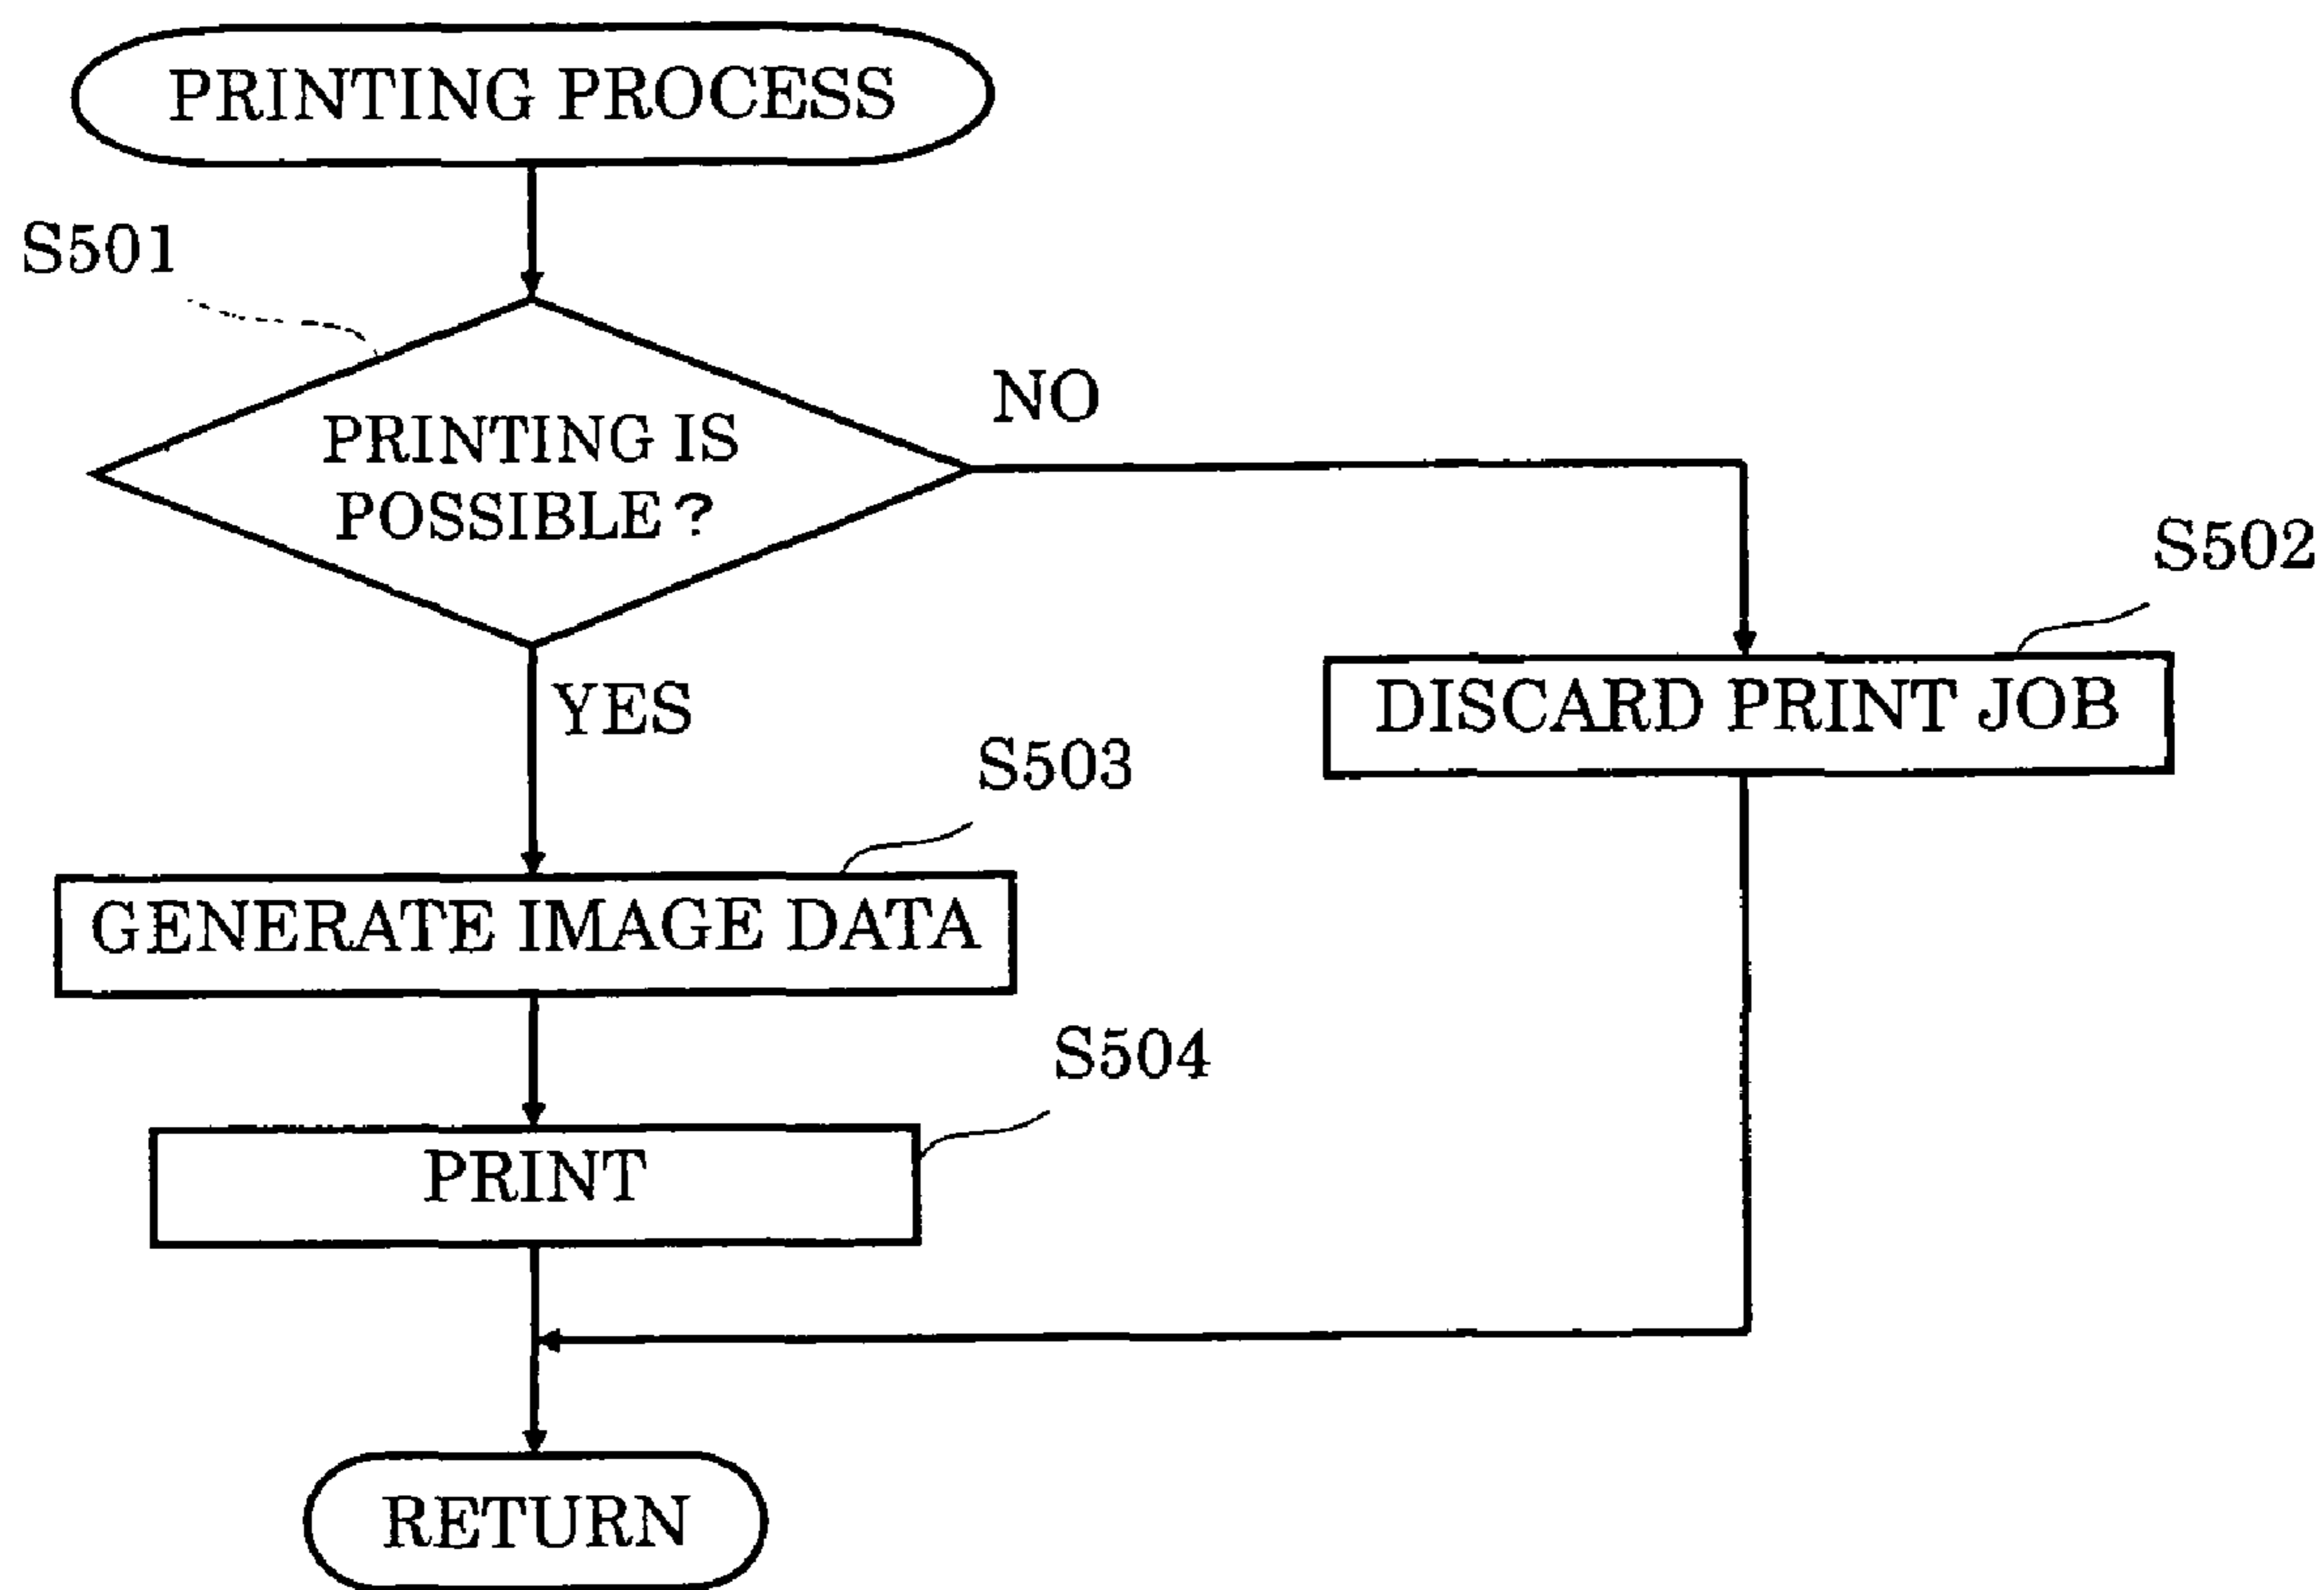 PRINTING PROCESS
S501
PRINTING IS
POSSIBLE?
NO
YES
S502
DISCARD PRINT JOB
S503
GENERATE IMAGE DATA
S504
PRINT
RETURN